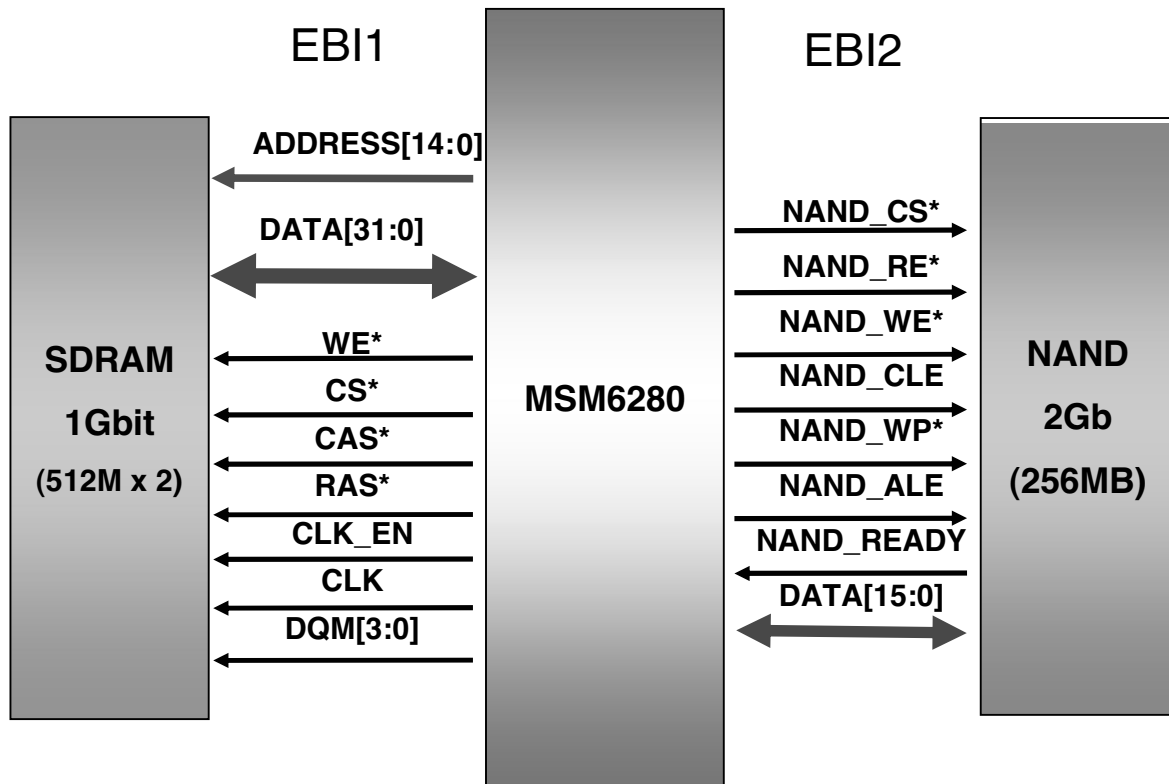 EBI1
EBI2
ADDRESS[14:0]
DATA[31:0]
WE*
CS*
CAS*
RAS*
CLK_EN
CLK
DQM[3:0]
SDRAM
1Gbit
(512M x 2)
MSM6280
NAND_CS*
NAND_RE*
NAND_WE*
NAND_CLE
NAND_WP*
NAND_ALE
NAND_READY
DATA[15:0]
NAND
2Gb
(256MB)